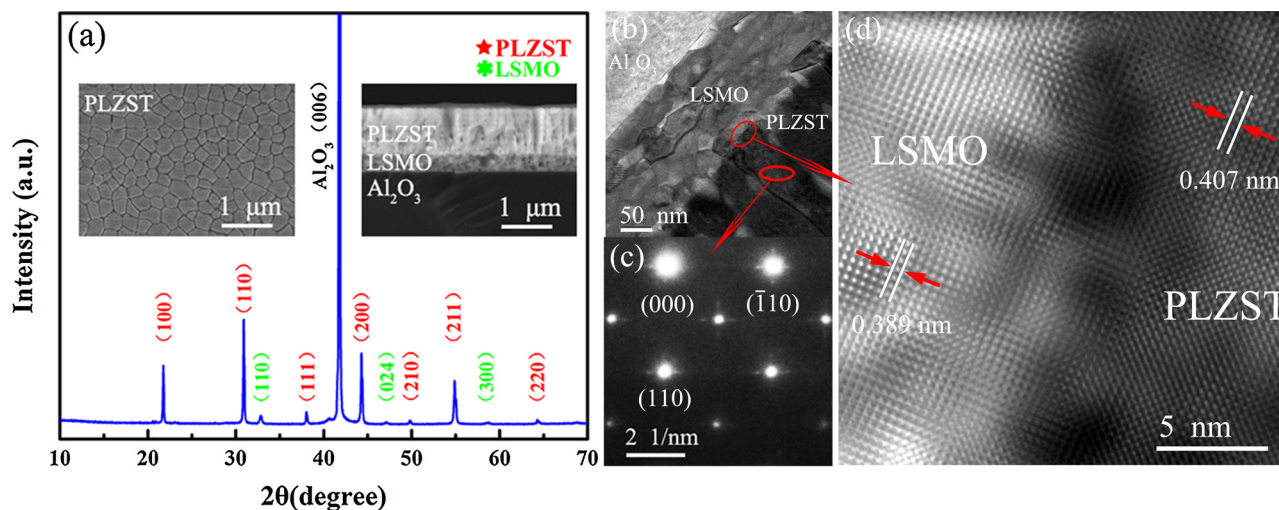 (a)
★PLZST
✱LSMO
PLZST
1 μm
Al₂O₃ (006)
PLZST
LSMO
Al₂O₃
1 μm
Intensity (a.u.)
(100)
(110)
(110)
(111)
(200)
(024)
(210)
(211)
(300)
(220)
10 20 30 40 50 60 70
2θ(degree)
(b)
Al₂O₃
LSMO
PLZST
50 nm
(c)
(000)
(1̄10)
(110)
2 1/nm
(d)
LSMO
0.407 nm
0.389 nm
PLZST
5 nm